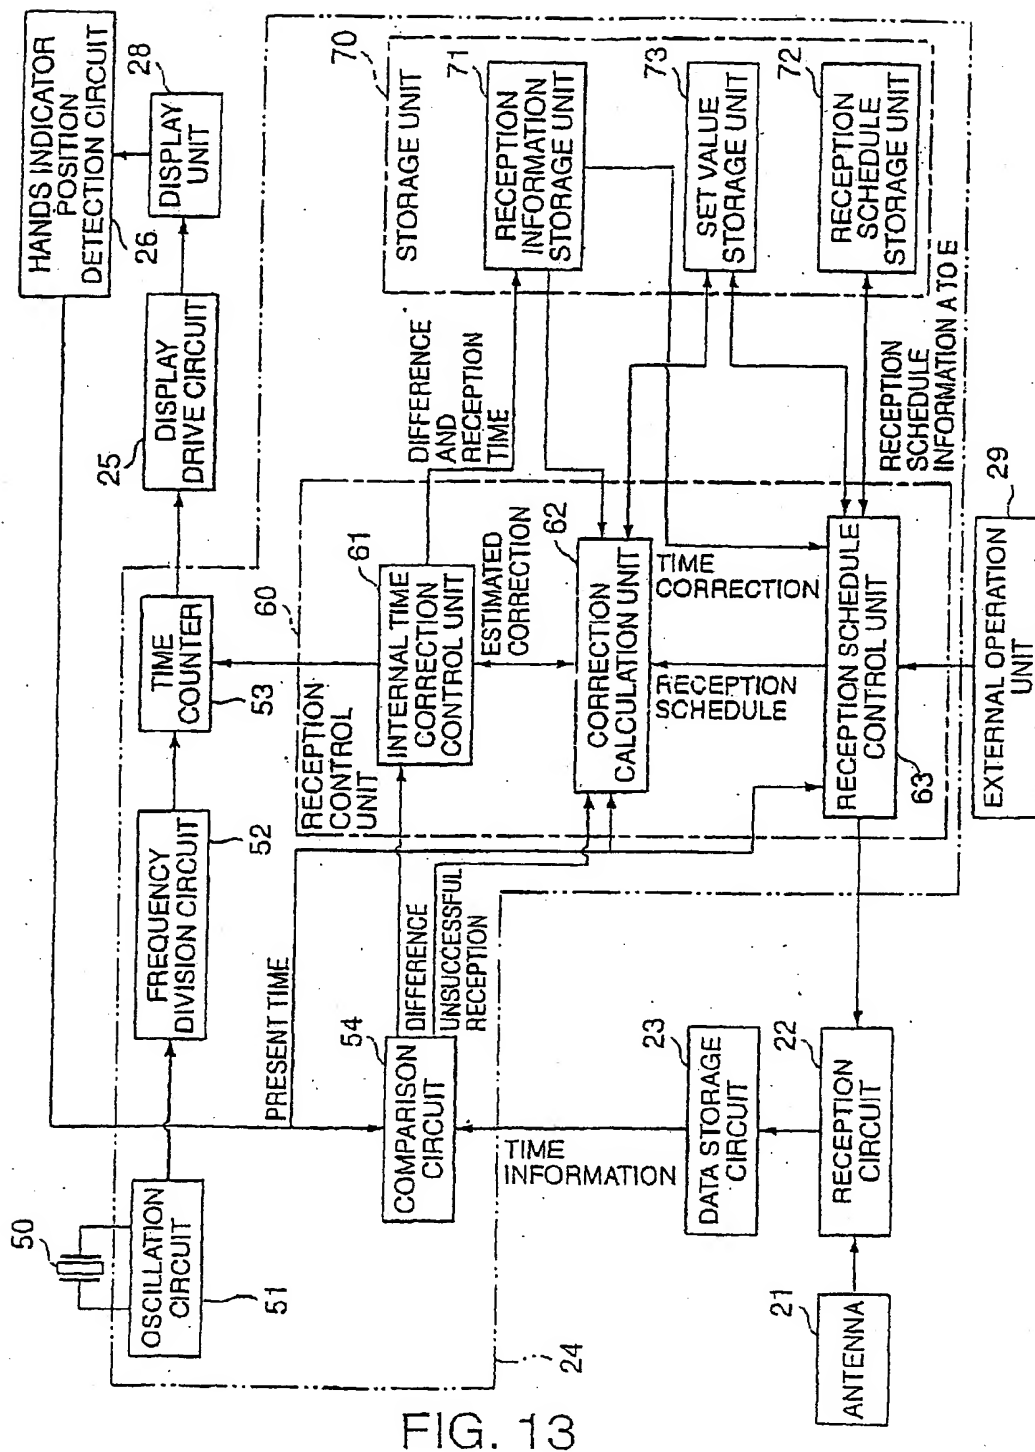 HANDS INDICATOR
POSITION
DETECTION CIRCUIT
26
28
DISPLAY
UNIT
25
DISPLAY
DRIVE CIRCUIT
TIME
COUNTER
53
FREQUENCY
DIVISION CIRCUIT
52
50
OSCILLATION
CIRCUIT
51
24
PRESENT TIME
54
COMPARISON
CIRCUIT
DIFFERENCE
UNSUCCESSFUL
RECEPTION
TIME
INFORMATION
23
DATA STORAGE
CIRCUIT
22
RECEPTION
CIRCUIT
21
ANTENNA
60
RECEPTION
CONTROL
UNIT
61
INTERNAL TIME
CORRECTION
CONTROL UNIT
ESTIMATED
CORRECTION
62
CORRECTION
CALCULATION UNIT
TIME
CORRECTION
RECEPTION
SCHEDULE
RECEPTION SCHEDULE
CONTROL UNIT
63
29
EXTERNAL OPERATION
UNIT
DIFFERENCE
AND RECEPTION
TIME
RECEPTION
SCHEDULE
INFORMATION A TO E
70
STORAGE UNIT
71
RECEPTION
INFORMATION
STORAGE UNIT
73
SET VALUE
STORAGE UNIT
72
RECEPTION
SCHEDULE
STORAGE UNIT
FIG. 13